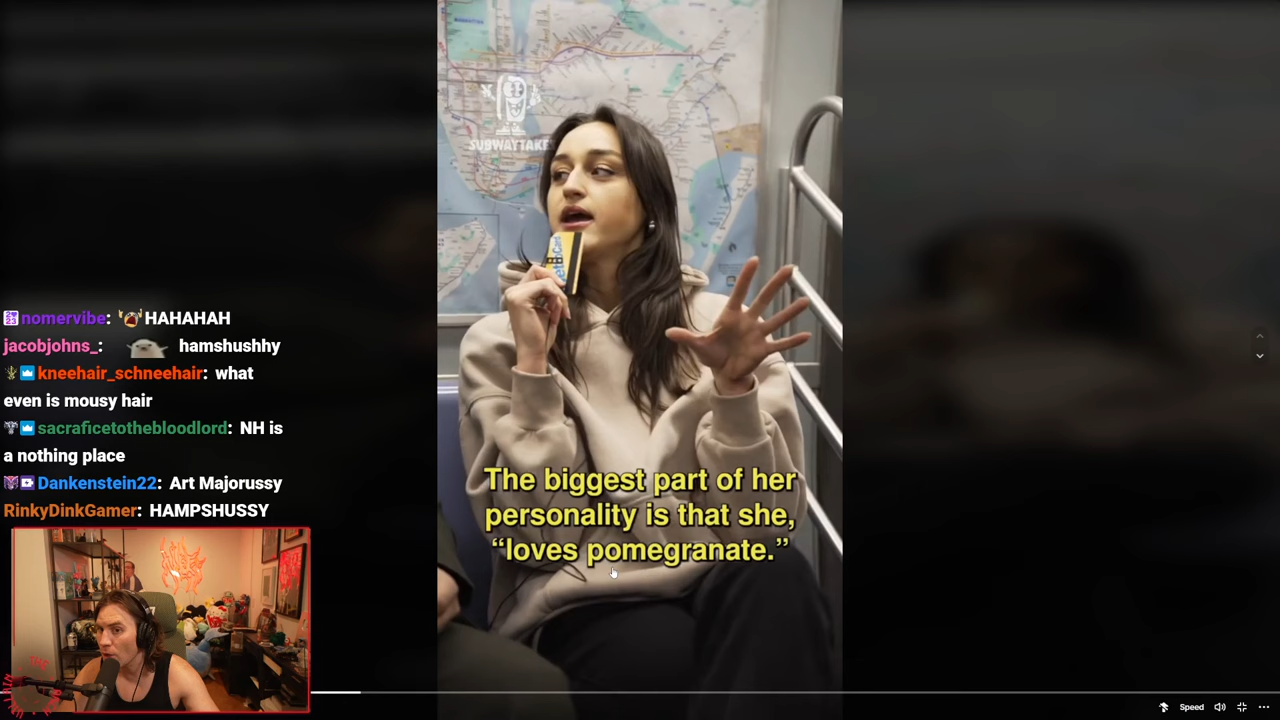 SUBWAYTAKE
nomervibe: HAHAHAH
jacobjohns_: hamshushhy
kneehair_schneehair: what
even is mousy hair
sacraficetothebloodlord: NH is
a nothing place
Dankenstein22: Art Majorussy
RinkyDinkGamer: HAMPSHUSSY
The biggest part of her
personality is that she,
“loves pomegranate.”
Speed